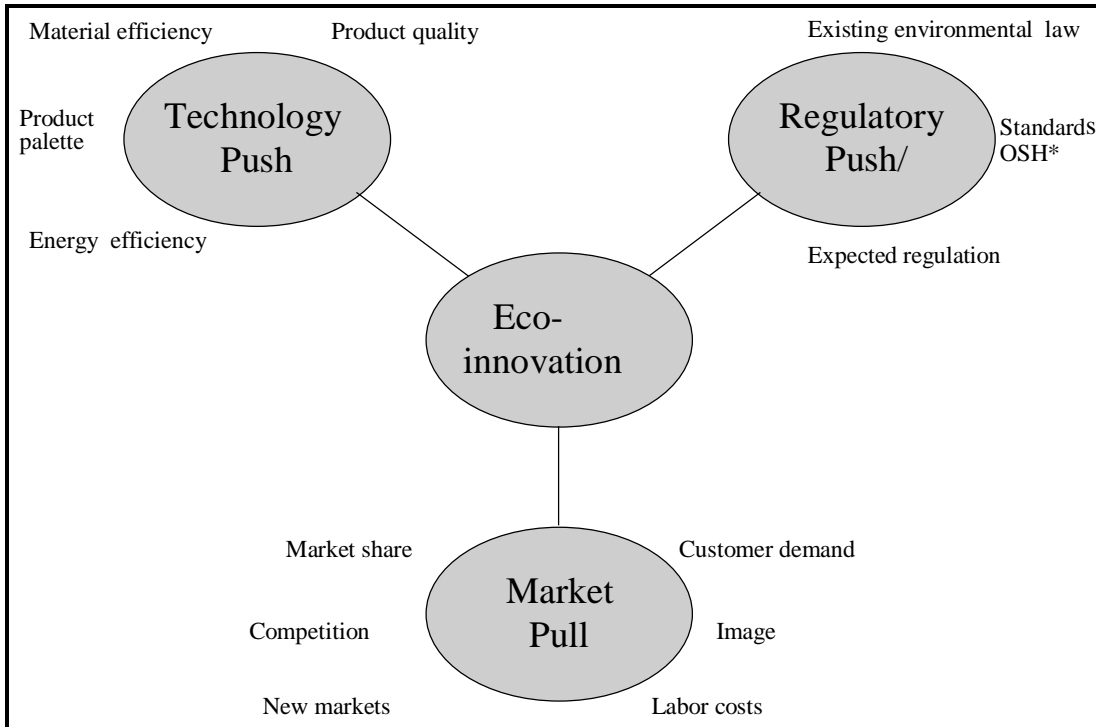 Material efficiency
Product quality
Existing environmental law
Product
palette
Technology
Push
Regulatory
Push/
Standards
OSH*
Energy efficiency
Expected regulation
Eco-
innovation
Market share
Customer demand
Market
Pull
Competition
Image
New markets
Labor costs